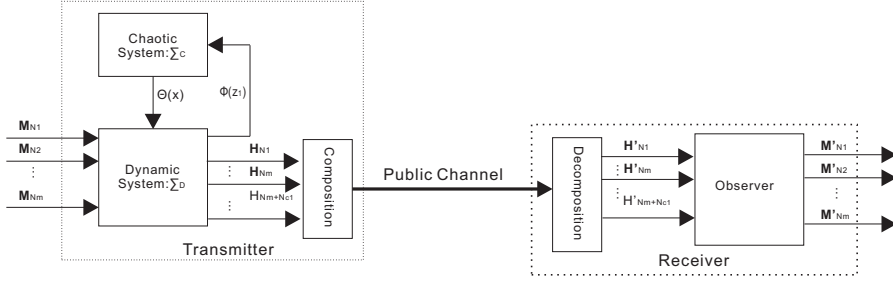 Chaotic
System:∑C
Θ(x)
Φ(z1)
MN1
MN2
⋮
MNm
Dynamic
System:∑D
HN1
⋮
HNm
HNm+Nc1
⋮
Composition
Transmitter
Public Channel
Decomposition
H'N1
⋮
H'Nm
⋮
H'Nm+Nc1
Observer
M'N1
M'N2
⋮
M'Nm
Receiver